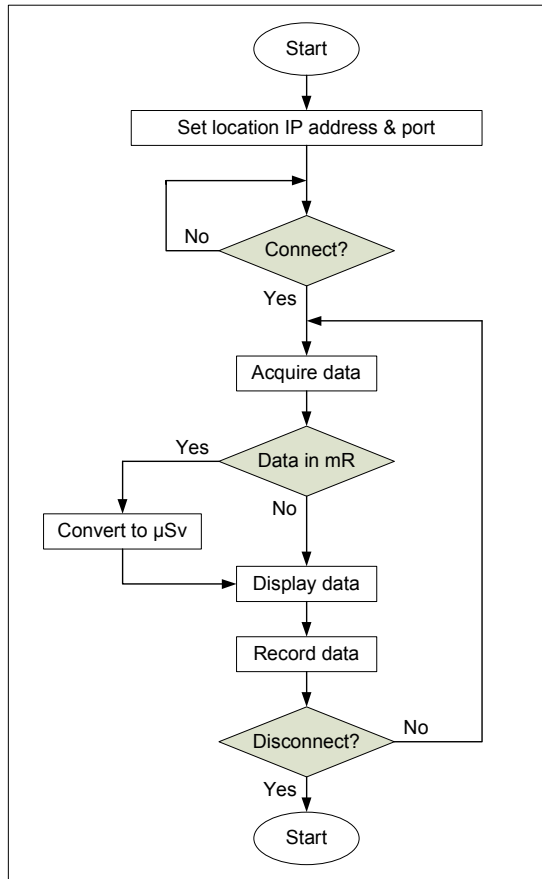 Start
Set location IP address & port
No
Connect?
Yes
Acquire data
Yes
Data in mR
No
Convert to µSv
Display data
Record data
No
Disconnect?
Yes
Start